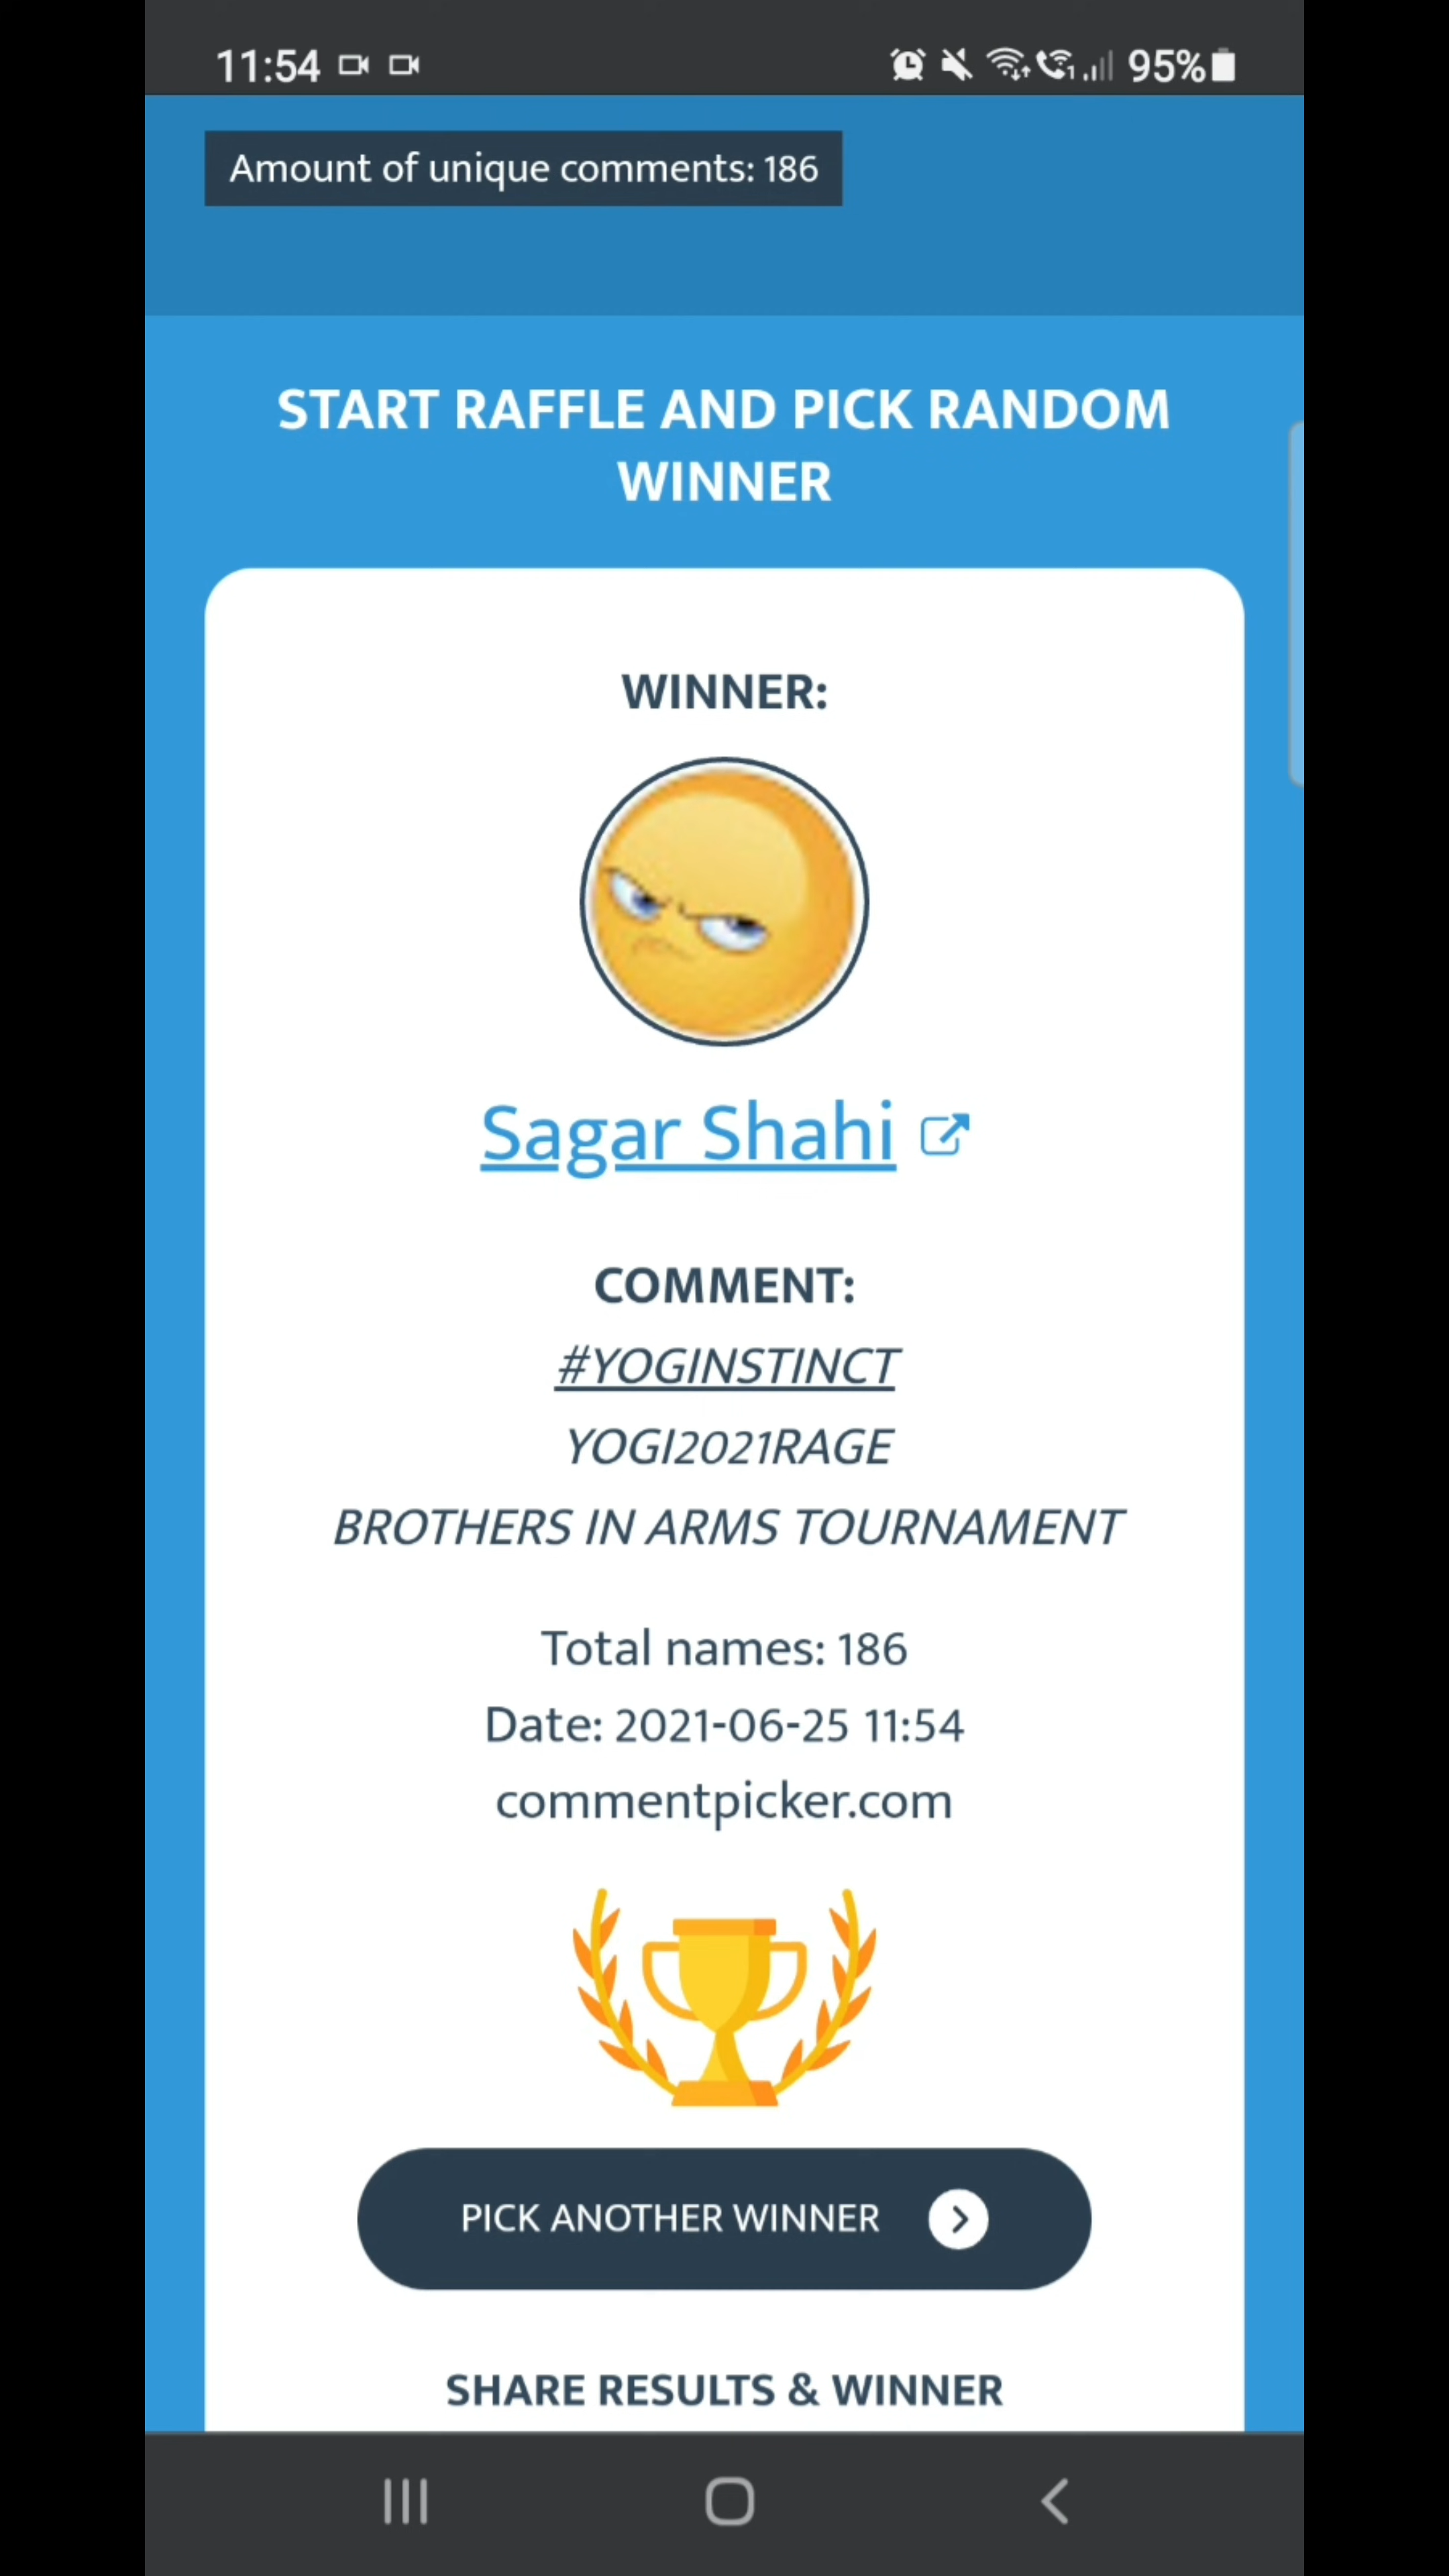 11:54
95%
Amount of unique comments: 186
START RAFFLE AND PICK RANDOM
WINNER
WINNER:
Sagar Shahi
COMMENT:
#YOGINSTINCT
YOGI2021RAGE
BROTHERS IN ARMS TOURNAMENT
Total names: 186
Date: 2021-06-25 11:54
commentpicker.com
PICK ANOTHER WINNER
SHARE RESULTS & WINNER